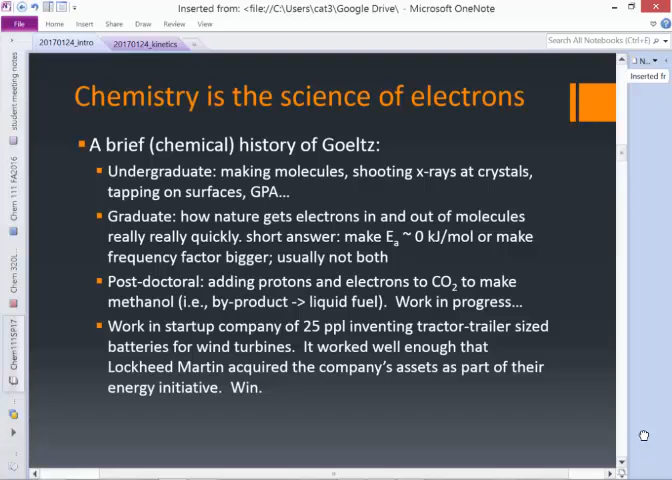 Inserted from: <file://C:\Users\cat3\Google Drive\ - Microsoft OneNote
File
Home
Insert
Share
Draw
Review
View
20170124_intro
20170124_kinetics
Search All Notebooks (Ctrl+E)
N...
Inserted fr
student meeting notes
Chem 111 FA2016
Chem 320L
Chem111SP17
Chemistry is the science of electrons
A brief (chemical) history of Goeltz:
Undergraduate: making molecules, shooting x-rays at crystals,
tapping on surfaces, GPA…
Graduate: how nature gets electrons in and out of molecules
really really quickly. short answer: make Ea ~ 0 kJ/mol or make
frequency factor bigger; usually not both
Post-doctoral: adding protons and electrons to CO2 to make
methanol (i.e., by-product -> liquid fuel).  Work in progress…
Work in startup company of 25 ppl inventing tractor-trailer sized
batteries for wind turbines.  It worked well enough that
Lockheed Martin acquired the company's assets as part of their
energy initiative.  Win.